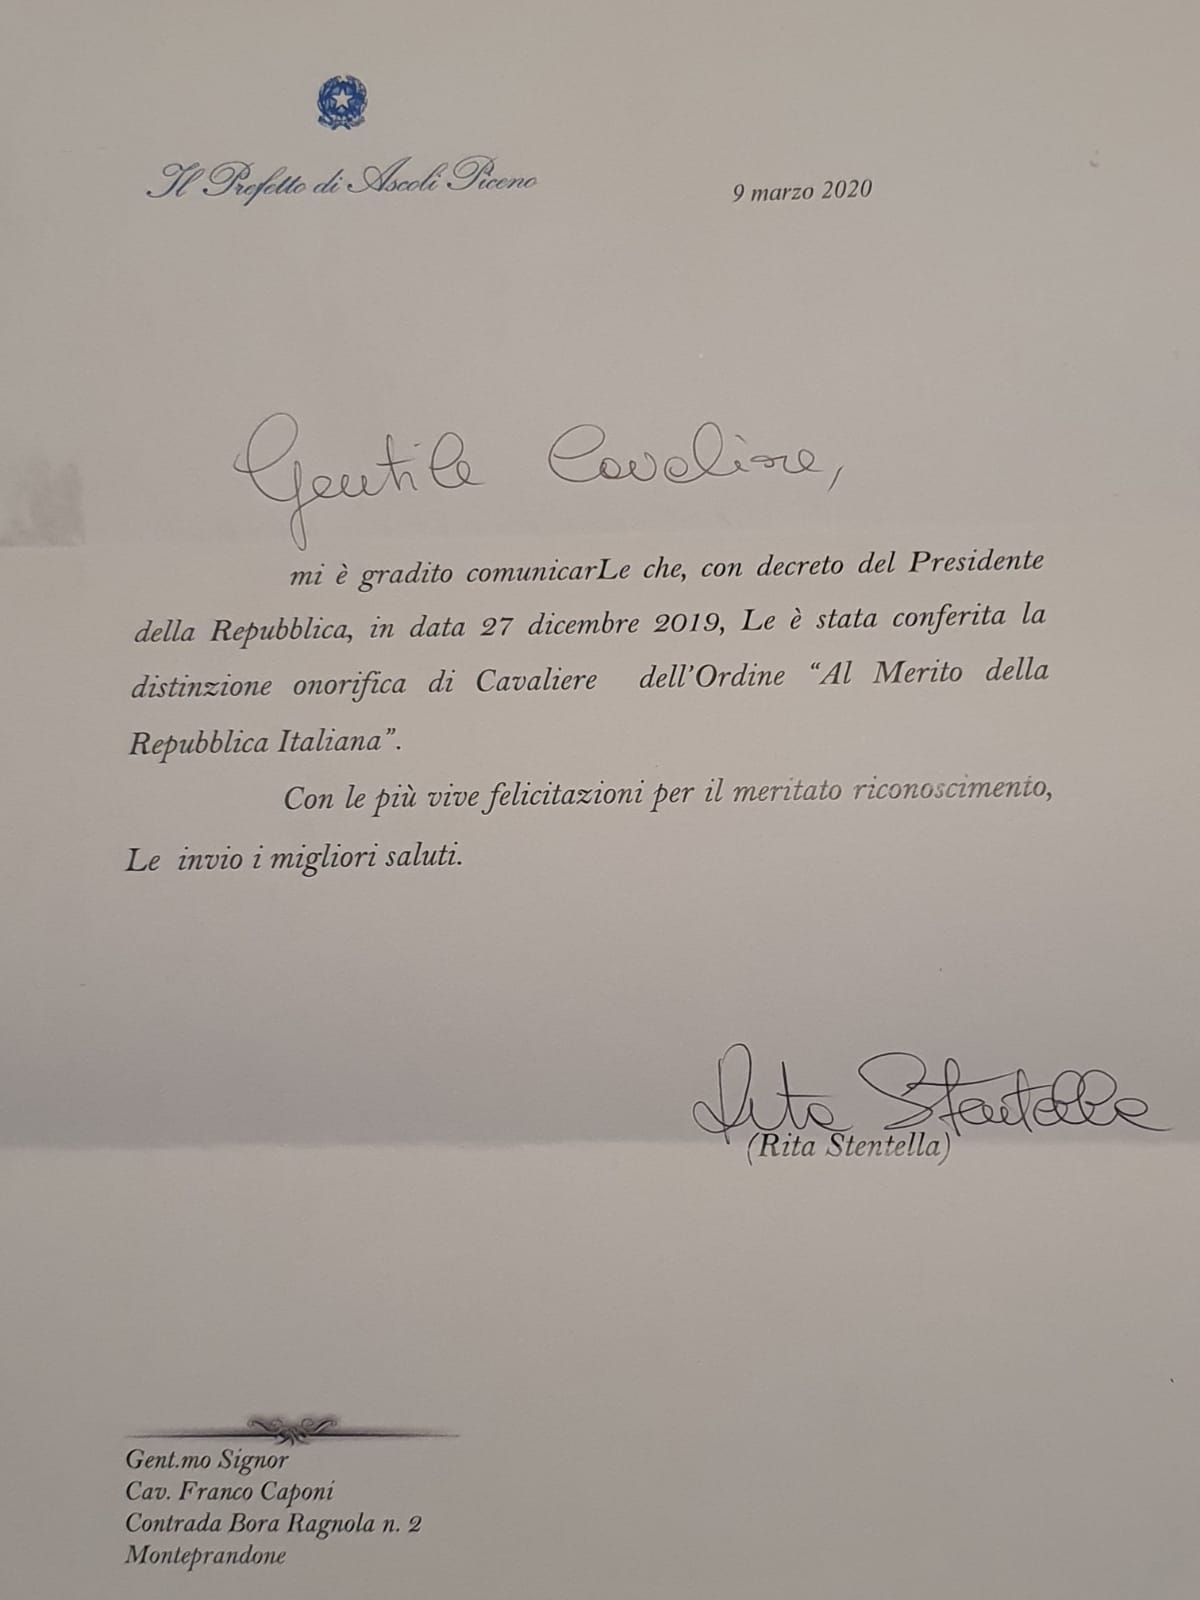 Il Prefetto di Ascoli Piceno
9 marzo 2020
Gentile Cavaliere,
mi è gradito comunicarLe che, con decreto del Presidente
della Repubblica, in data 27 dicembre 2019, Le è stata conferita la
distinzione onorifica di Cavaliere dell'Ordine “Al Merito della
Repubblica Italiana”.
Con le più vive felicitazioni per il meritato riconoscimento,
Le invio i migliori saluti.
Rita Stentella
(Rita Stentella)
Gent.mo Signor
Cav. Franco Caponi
Contrada Bora Ragnola n. 2
Monteprandone